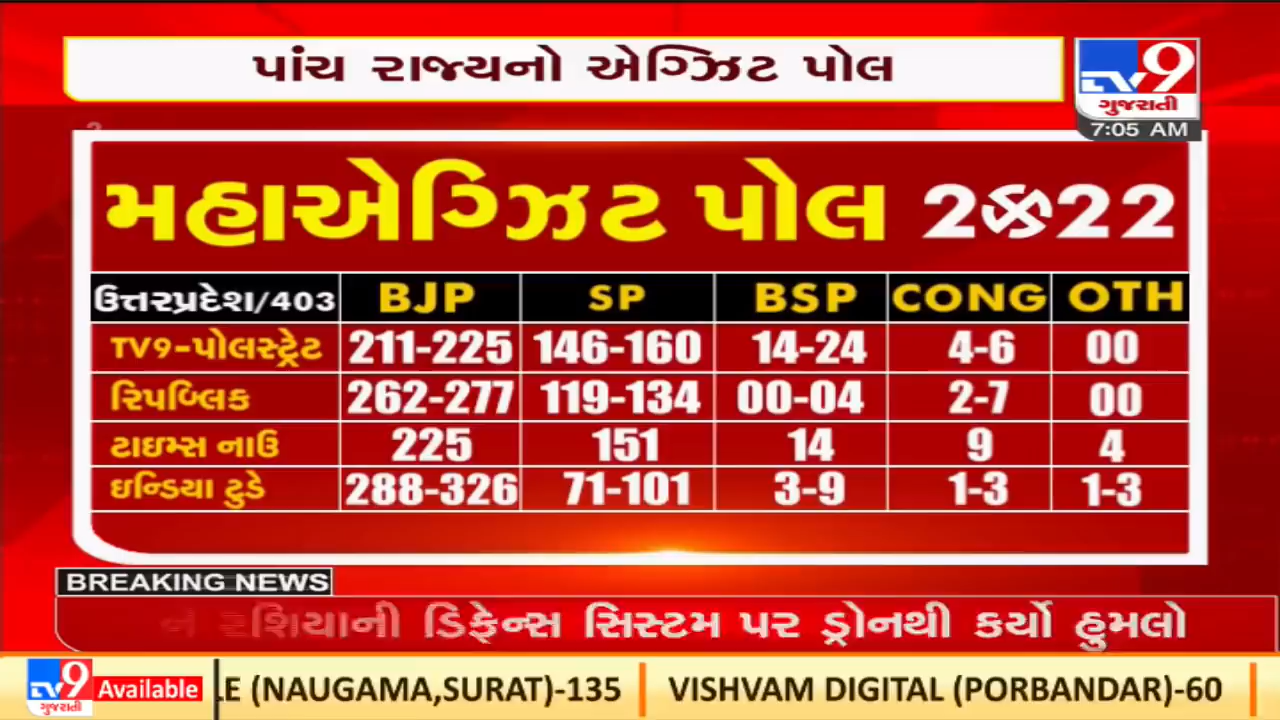 પાંચ રાજ્યનો એગ્ઝિટ પોલ
TV9
ગુજરાતી
7:05 AM
મહાએગ્ઝિટ પોલ 2022
ઉત્તરપ્રદેશ/403 BJP SP BSP CONG OTH
TV9-પોલસ્ટ્રેટ 211-225 146-160 14-24 4-6 00
રિપબ્લિક 262-277 119-134 00-04 2-7 00
ટાઇમ્સ નાઉ 225 151 14 9 4
ઇન્ડિયા ટુડે 288-326 71-101 3-9 1-3 1-3
BREAKING NEWS
રશિયાની ડિફેન્સ સિસ્ટમ પર ડ્રોનથી કર્યો હુમલો
TV9 ગુજરાતી Available LE (NAUGAMA,SURAT)-135 VISHVAM DIGITAL (PORBANDAR)-60